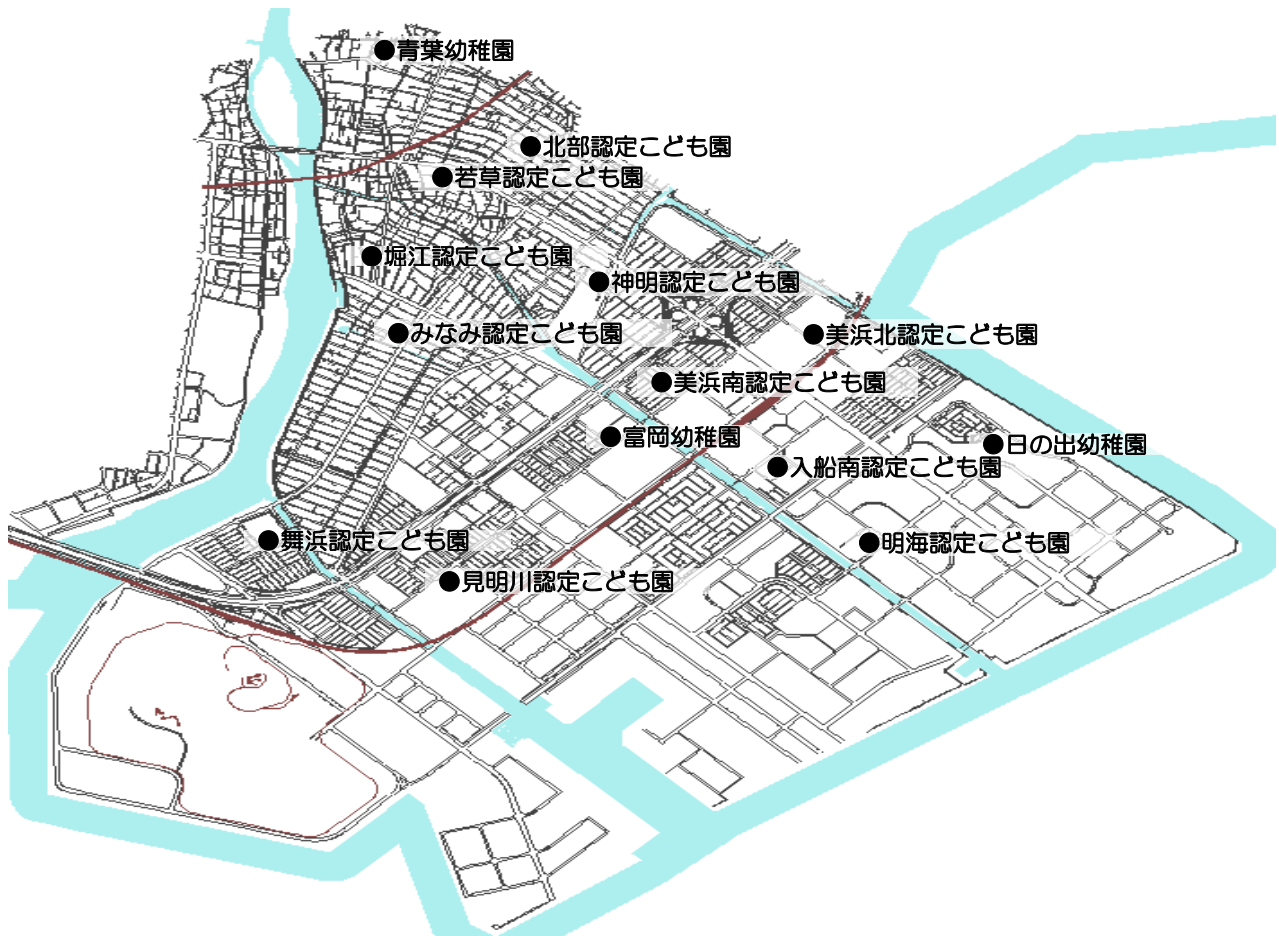 ●青葉幼稚園
●北部認定こども園
●若草認定こども園
●堀江認定こども園
●神明認定こども園
●みなみ認定こども園
●美浜北認定こども園
●美浜南認定こども園
●富岡幼稚園
●日の出幼稚園
●入船南認定こども園
●舞浜認定こども園
●明海認定こども園
●見明川認定こども園